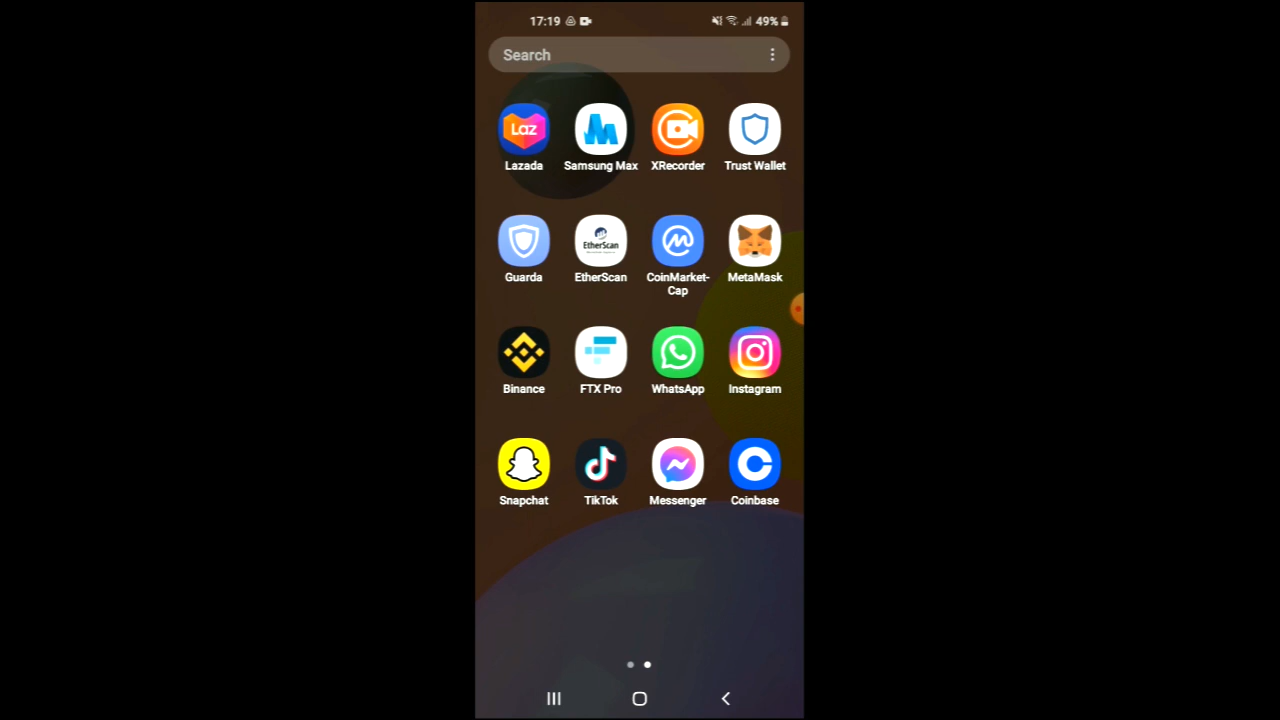 17:19 49%
Search
Laz
Lazada Samsung Max XRecorder Trust Wallet
EtherScan
Guarda EtherScan CoinMarket-
Cap
MetaMask
Binance FTX Pro WhatsApp Instagram
Snapchat TikTok Messenger Coinbase